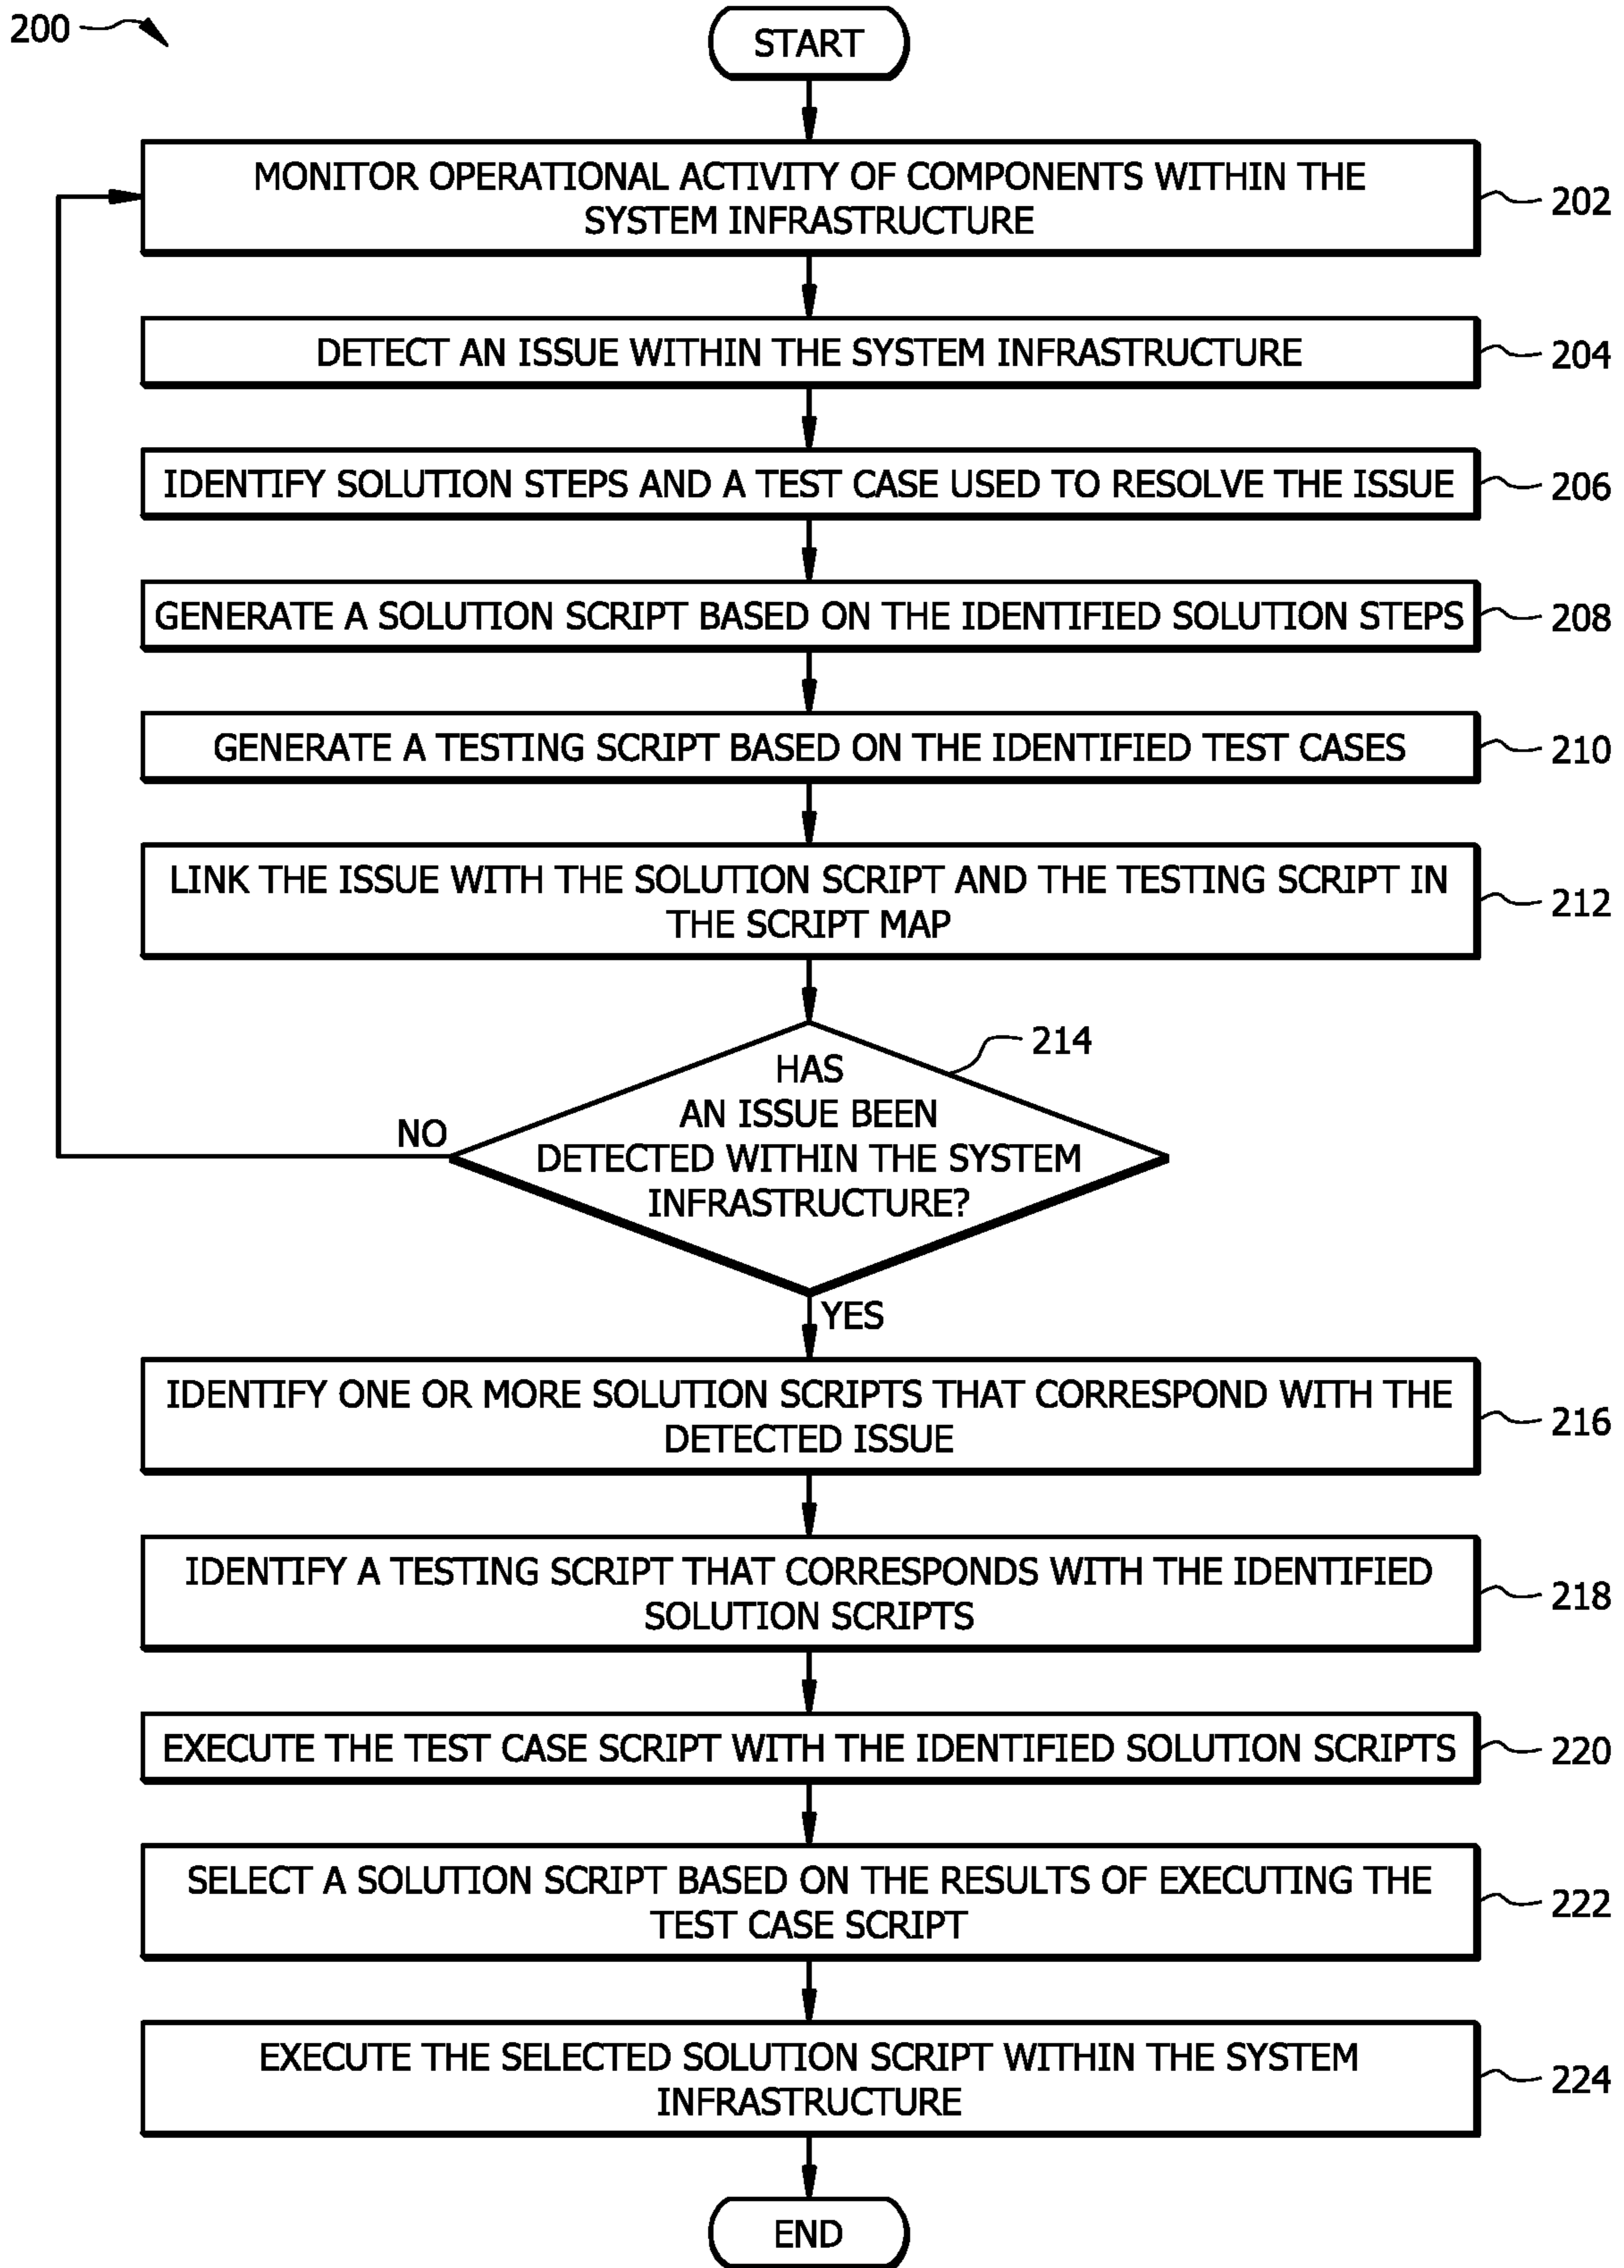 200
START
MONITOR OPERATIONAL ACTIVITY OF COMPONENTS WITHIN THE
SYSTEM INFRASTRUCTURE
202
DETECT AN ISSUE WITHIN THE SYSTEM INFRASTRUCTURE
204
IDENTIFY SOLUTION STEPS AND A TEST CASE USED TO RESOLVE THE ISSUE
206
GENERATE A SOLUTION SCRIPT BASED ON THE IDENTIFIED SOLUTION STEPS
208
GENERATE A TESTING SCRIPT BASED ON THE IDENTIFIED TEST CASES
210
LINK THE ISSUE WITH THE SOLUTION SCRIPT AND THE TESTING SCRIPT IN
THE SCRIPT MAP
212
214
HAS
AN ISSUE BEEN
DETECTED WITHIN THE SYSTEM
INFRASTRUCTURE?
NO
YES
IDENTIFY ONE OR MORE SOLUTION SCRIPTS THAT CORRESPOND WITH THE
DETECTED ISSUE
216
IDENTIFY A TESTING SCRIPT THAT CORRESPONDS WITH THE IDENTIFIED
SOLUTION SCRIPTS
218
EXECUTE THE TEST CASE SCRIPT WITH THE IDENTIFIED SOLUTION SCRIPTS
220
SELECT A SOLUTION SCRIPT BASED ON THE RESULTS OF EXECUTING THE
TEST CASE SCRIPT
222
EXECUTE THE SELECTED SOLUTION SCRIPT WITHIN THE SYSTEM
INFRASTRUCTURE
224
END